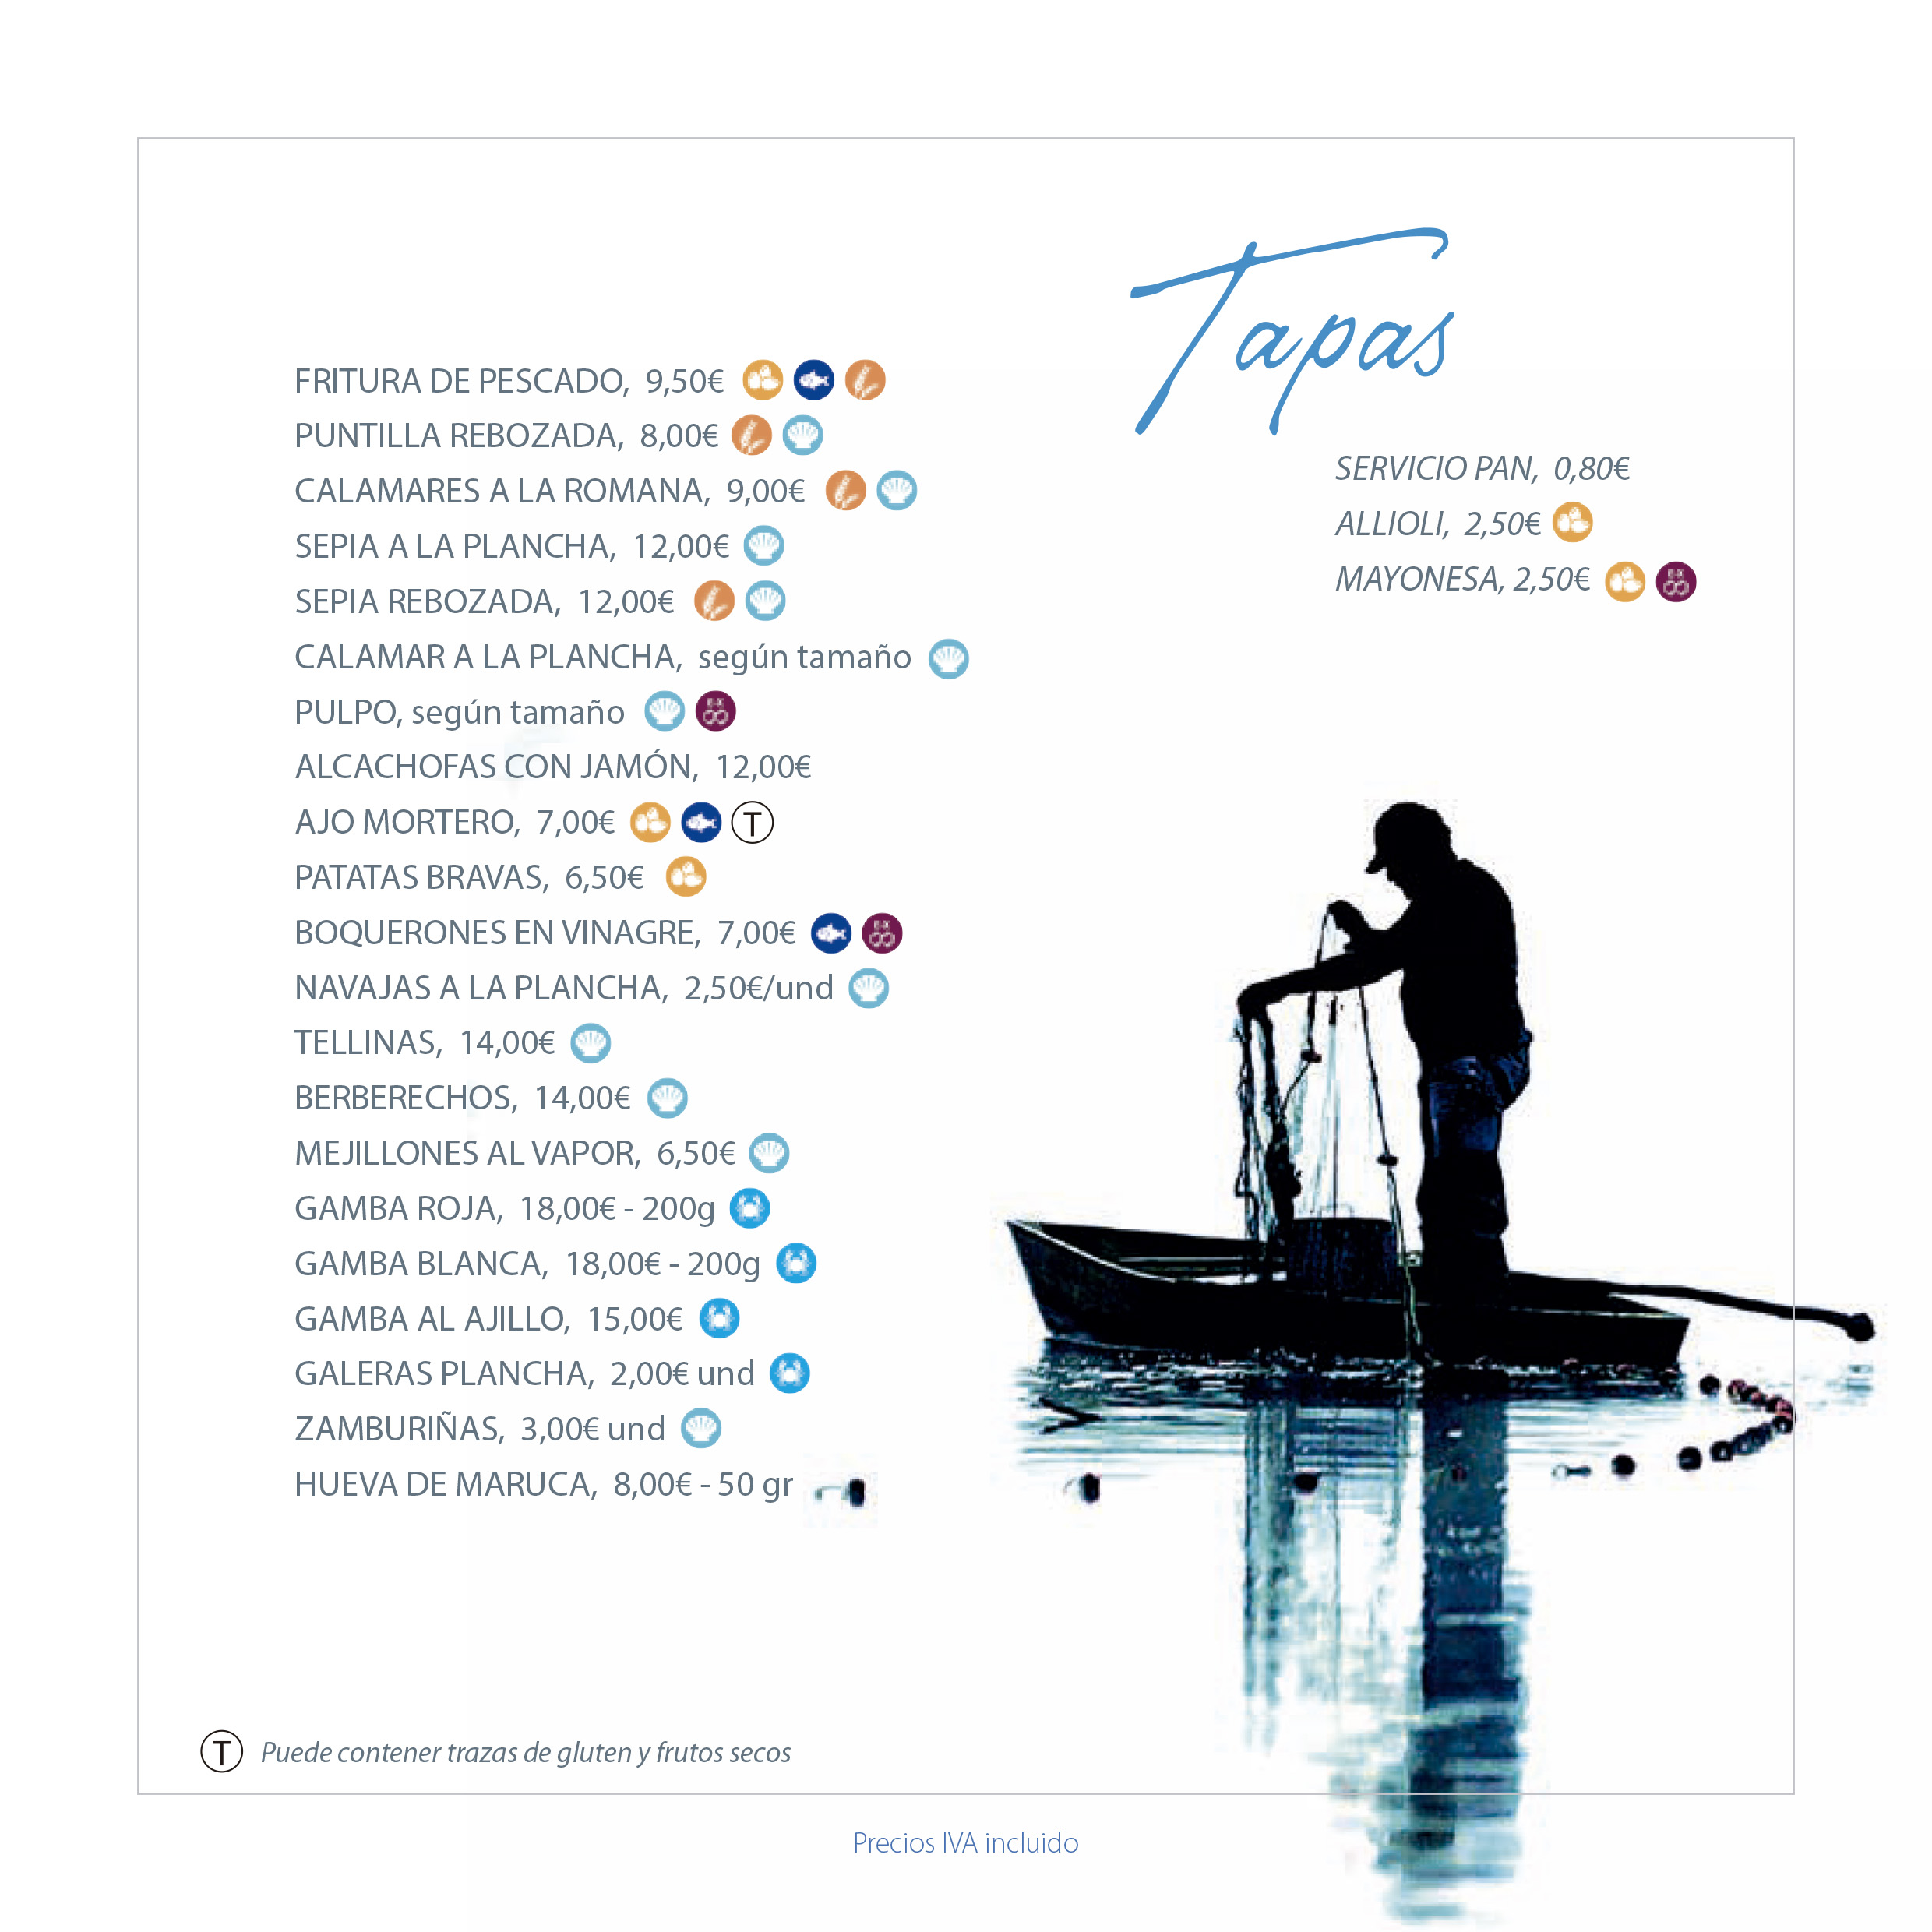 Tapas
FRITURA DE PESCADO, 9,50€
PUNTILLA REBOZADA, 8,00€
CALAMARES A LA ROMANA, 9,00€
SEPIA A LA PLANCHA, 12,00€
SEPIA REBOZADA, 12,00€
CALAMAR A LA PLANCHA, según tamaño
PULPO, según tamaño
ALCACHOFAS CON JAMÓN, 12,00€
AJO MORTERO, 7,00€ T
PATATAS BRAVAS, 6,50€
BOQUERONES EN VINAGRE, 7,00€
NAVAJAS A LA PLANCHA, 2,50€/und
TELLINAS, 14,00€
BERBERECHOS, 14,00€
MEJILLONES AL VAPOR, 6,50€
GAMBA ROJA, 18,00€ - 200g
GAMBA BLANCA, 18,00€ - 200g
GAMBA AL AJILLO, 15,00€
GALERAS PLANCHA, 2,00€ und
ZAMBURIÑAS, 3,00€ und
HUEVA DE MARUCA, 8,00€ - 50 gr
SERVICIO PAN, 0,80€
ALLIOLI, 2,50€
MAYONESA, 2,50€
T Puede contener trazas de gluten y frutos secos
Precios IVA incluido